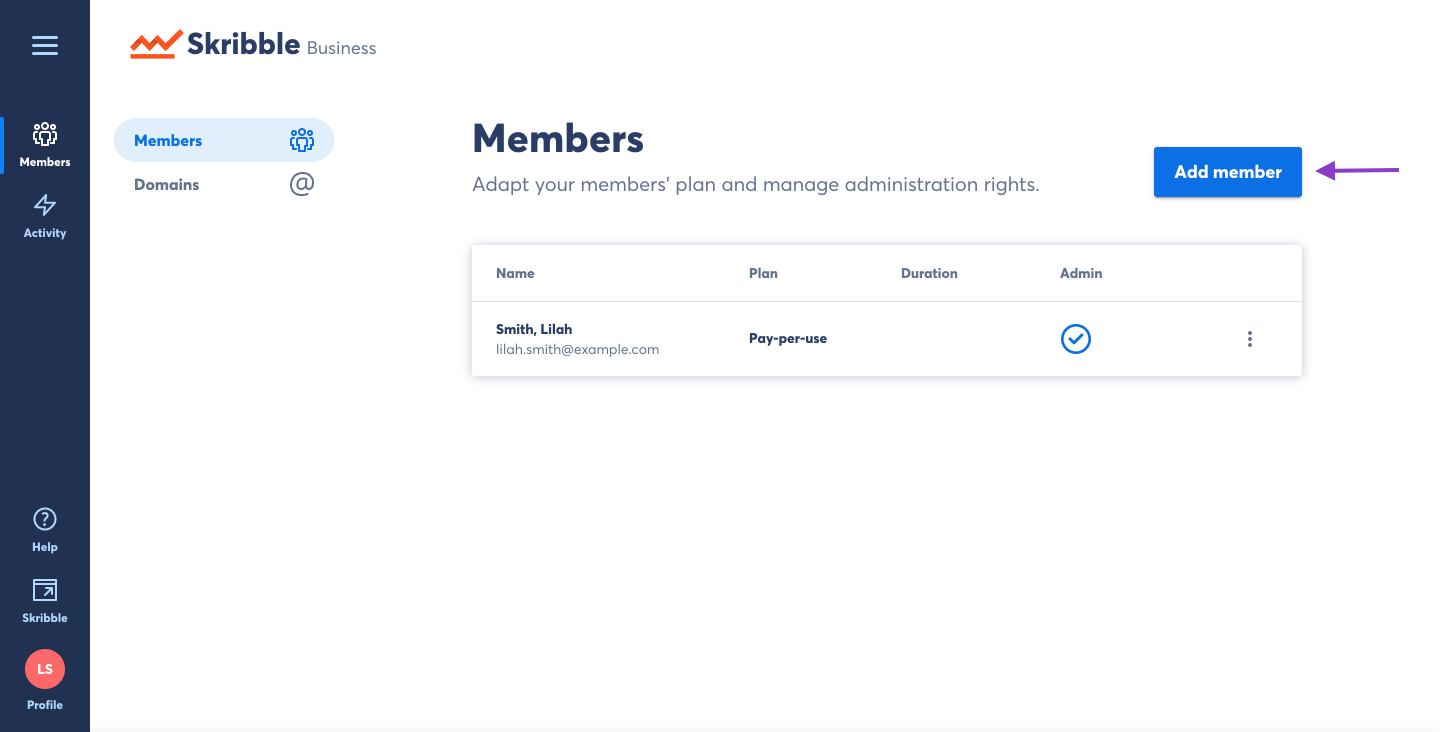 Skribble Business
Members
Activity
Help
Skribble
LS
Profile
Members
Domains
@
Members
Adapt your members' plan and manage administration rights.
Add member
Name Plan Duration Admin
Smith, Lilah
lilah.smith@example.com
Pay-per-use